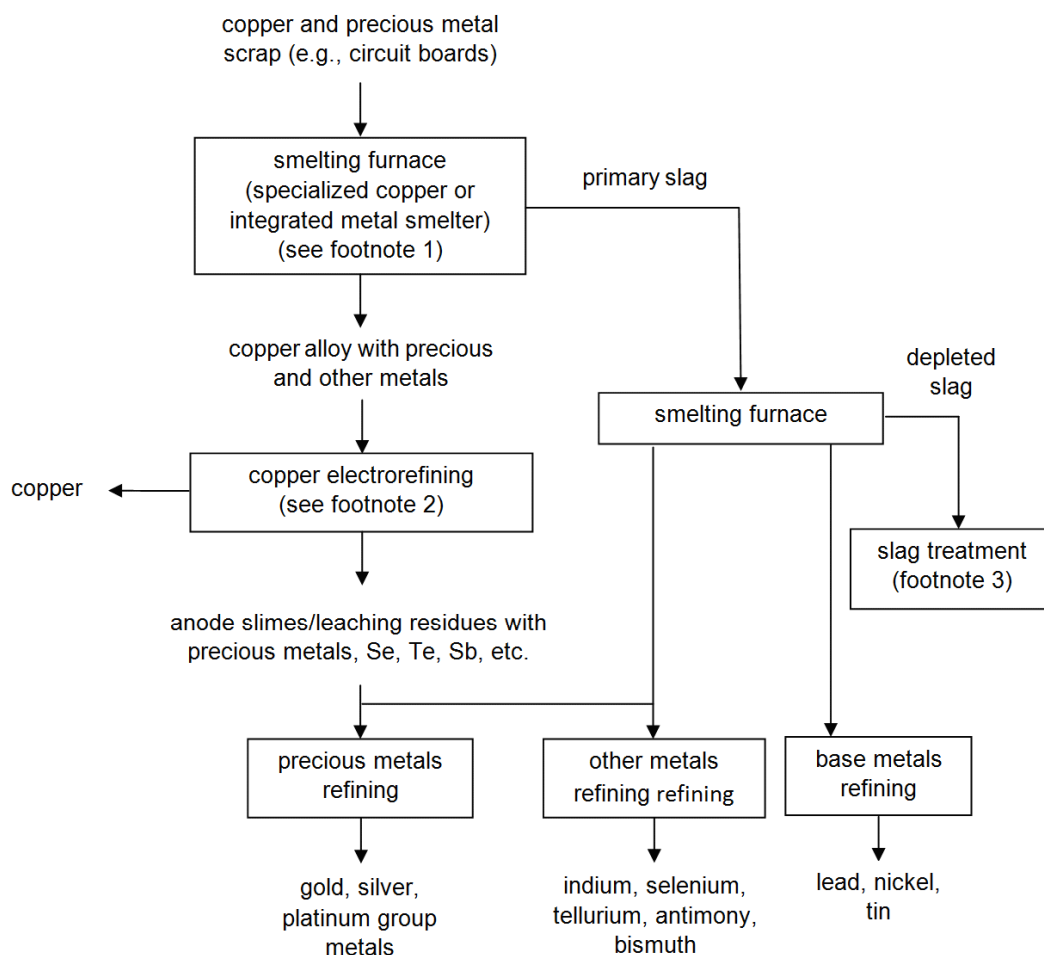 copper and precious metal
scrap (e.g., circuit boards)
smelting furnace
(specialized copper or
integrated metal smelter)
(see footnote 1)
primary slag
copper alloy with precious
and other metals
depleted
slag
smelting furnace
copper
copper electrorefining
(see footnote 2)
slag treatment
(footnote 3)
anode slimes/leaching residues with
precious metals, Se, Te, Sb, etc.
precious metals
refining
other metals
refining refining
base metals
refining
gold, silver,
platinum group
metals
indium, selenium,
tellurium, antimony,
bismuth
lead, nickel,
tin